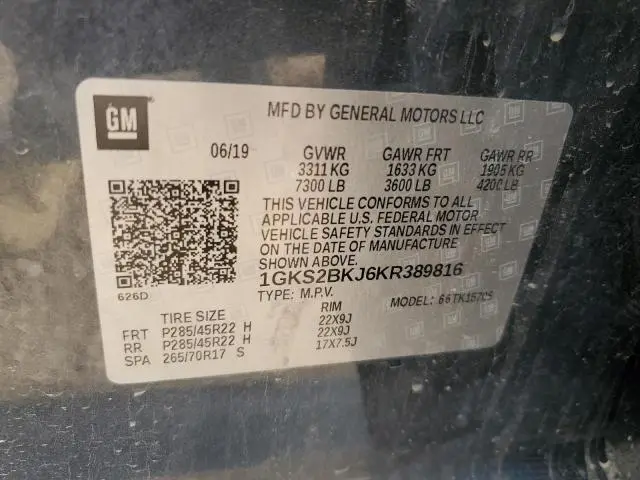 GM
MFD BY GENERAL MOTORS LLC
06/19 GVWR GAWR FRT GAWR RR
3311 KG 1633 KG 1905 KG
7300 LB 3600 LB 4200 LB
THIS VEHICLE CONFORMS TO ALL
APPLICABLE U.S. FEDERAL MOTOR
VEHICLE SAFETY STANDARDS IN EFFECT
ON THE DATE OF MANUFACTURE
SHOWN ABOVE.
1GKS2BKJ6KR389816
626D
TYPE: M.P.V. MODEL:
TIRE SIZE RIM
FRT P285/45R22 H 22X9J
RR P285/45R22 H 22X9J
SPA 265/70R17 S 17X7.5J